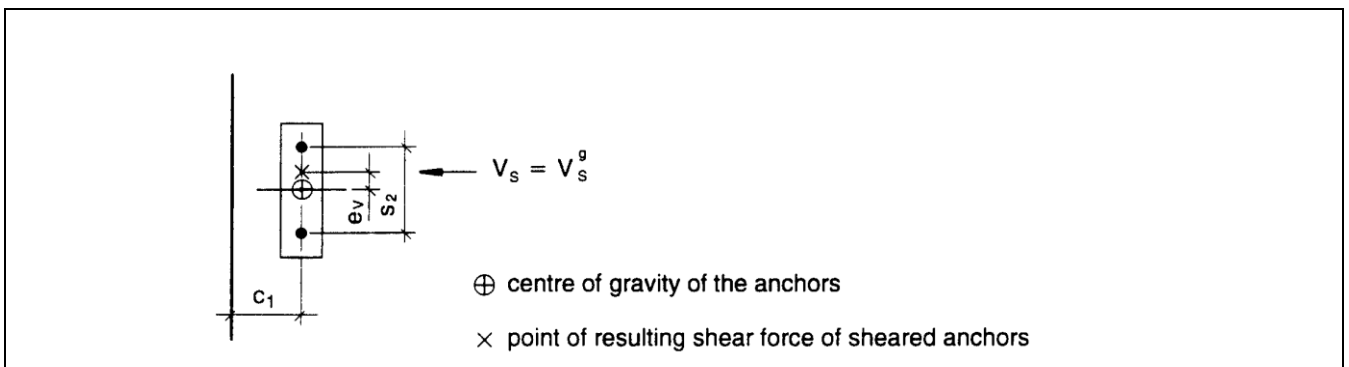 V_S = V_S^g
e_V
s_2
c_1
⊕ centre of gravity of the anchors
× point of resulting shear force of sheared anchors